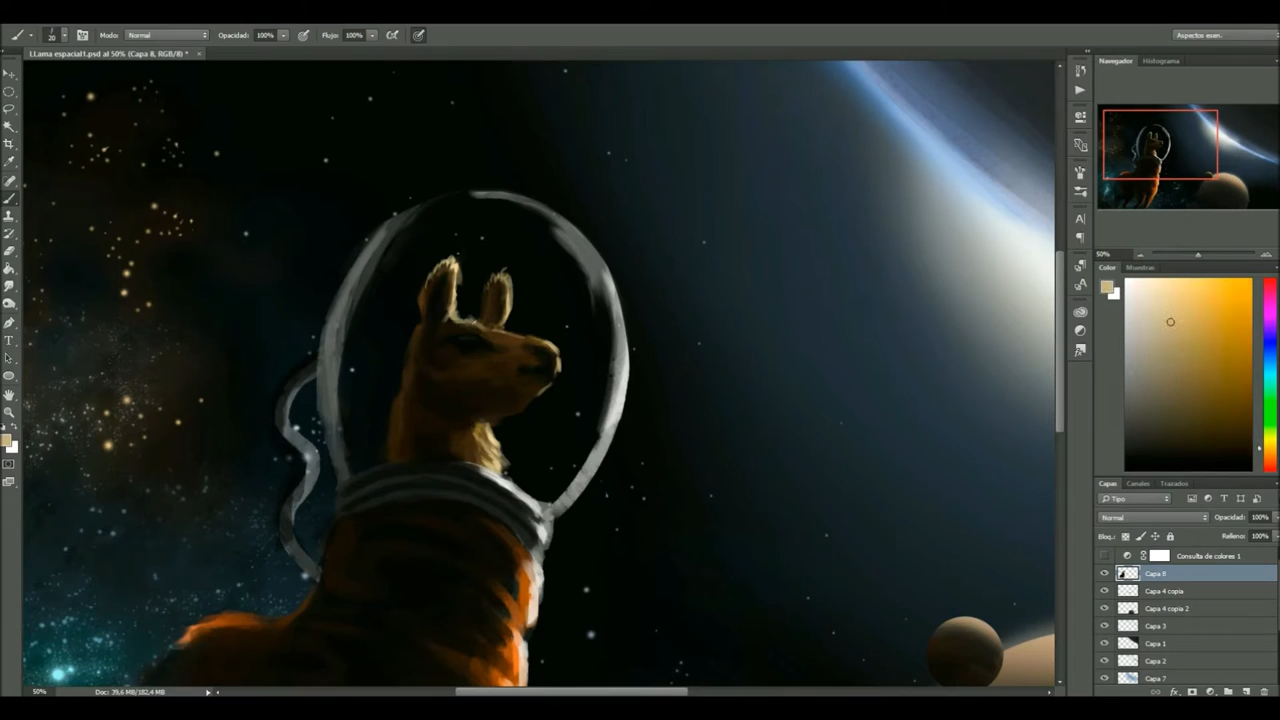 20 Modo: Normal Opacidad: 100% Flujo: 100% Aspectos esen.
LLama espacial1.psd al 50% (Capa 8, RGB/8) * ×
Navegador Histograma
50%
Color Muestras
Capas Canales Trazados
Tipo
Normal Opacidad: 100%
Bloq.: Relleno: 100%
Consulta de colores 1
Capa 8
Capa 4 copia
Capa 4 copia 2
Capa 3
Capa 1
Capa 2
Capa 7
50% Doc: 39,6 MB/182,4 MB